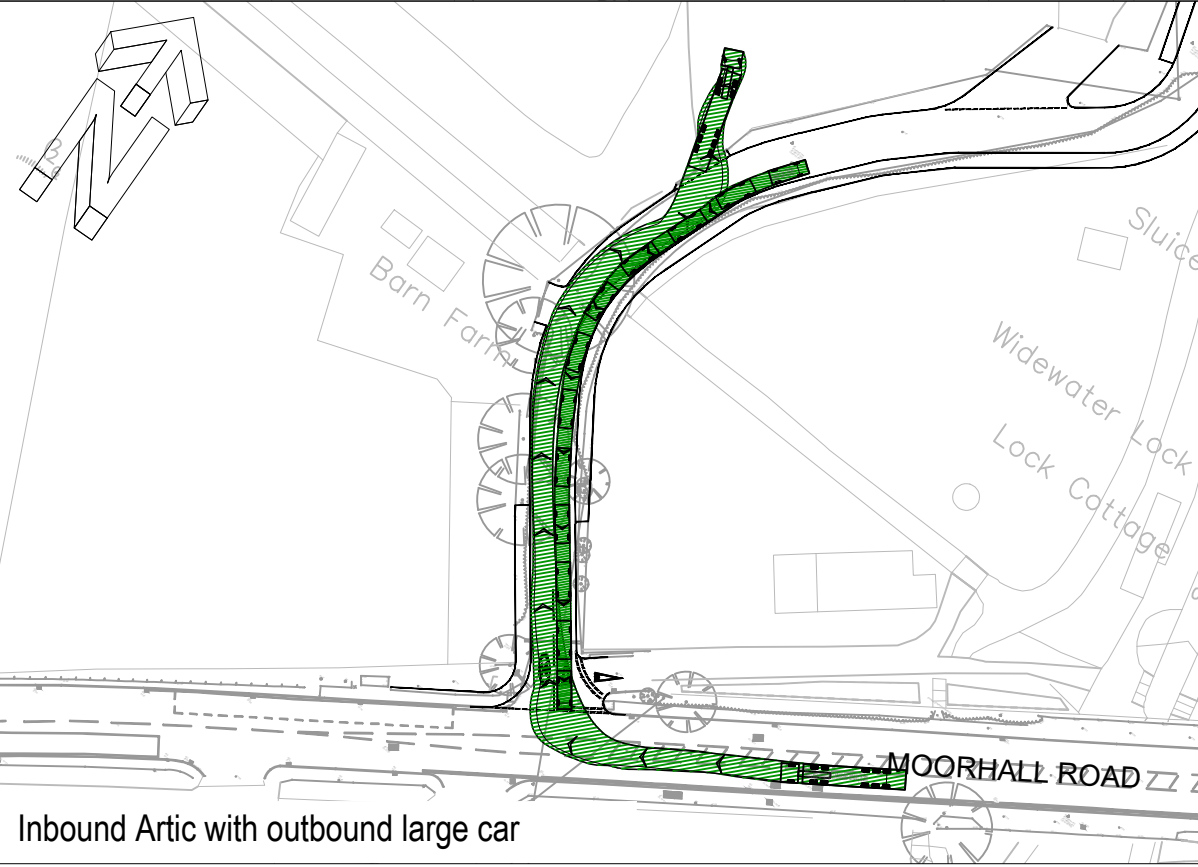 Barn Farm
Sluice
Widewater Lock
Lock Cottage
MOORHALL ROAD
Inbound Artic with outbound large car